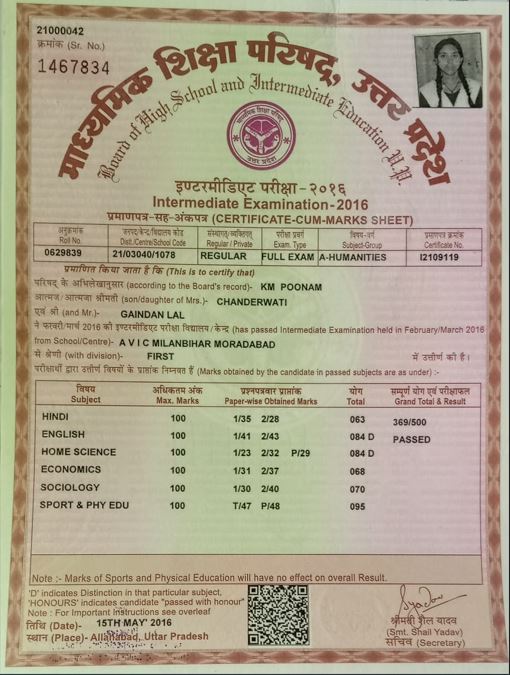 21000042
क्रमांक (Sr. No.)
1467834
माध्यमिक शिक्षा परिषद्, उत्तर प्रदेश
Board of High School and Intermediate Education U.P.
इण्टरमीडिएट परीक्षा - २०१६
Intermediate Examination - 2016
प्रमाणपत्र-सह-अंकपत्र (CERTIFICATE-CUM-MARKS SHEET)
अनुक्रमांक जनपद/केन्द्र/विद्यालय कोड संस्थागत/व्यक्तिगत परीक्षा प्रकार विषय-वर्ग प्रमाणपत्र क्रमांक
Roll No. Distt./Centre/School Code Regular / Private Exam. Type Subject-Group Certificate No.
0629839 21/03040/1078 REGULAR FULL EXAM A-HUMANITIES I2109119
प्रमाणित किया जाता है कि (This is to certify that)
परिषद् के अभिलेखानुसार (according to the Board's record)- KM POONAM
आत्मज/आत्मजा श्रीमती (son/daughter of Mrs.)- CHANDERWATI
एवं श्री (and Mr.)- GAINDAN LAL
ने फरवरी/मार्च 2016 की इण्टरमीडिएट परीक्षा विद्यालय/केन्द्र (has passed Intermediate Examination held in February/March 2016
from School/Centre)- A V I C MILANBIHAR MORADABAD
से श्रेणी (with division)- FIRST में उत्तीर्ण की है।
परीक्षार्थी द्वारा उत्तीर्ण विषयों के प्राप्तांक निम्नवत हैं (Marks obtained by the candidate in passed subjects are as under) :-
विषय अधिकतम अंक प्रश्नपत्रवार प्राप्तांक योग सम्पूर्ण योग एवं परीक्षाफल
Subject Max. Marks Paper-wise Obtained Marks Total Grand Total & Result
HINDI 100 1/35 2/28 063 369/500
ENGLISH 100 1/41 2/43 084 D PASSED
HOME SCIENCE 100 1/23 2/32 P/29 084 D
ECONOMICS 100 1/31 2/37 068
SOCIOLOGY 100 1/30 2/40 070
SPORT & PHY EDU 100 T/47 P/48 095
Note :- Marks of Sports and Physical Education will have no effect on overall Result.
'D' indicates Distinction in that particular subject,
'HONOURS' indicates candidate "passed with honour"
Note : For Important Instructions see overleaf
तिथि (Date)- 15TH MAY' 2016
स्थान (Place)- Allahabad, Uttar Pradesh
श्रीमती शैल यादव
(Smt. Shail Yadav)
सचिव (Secretary)